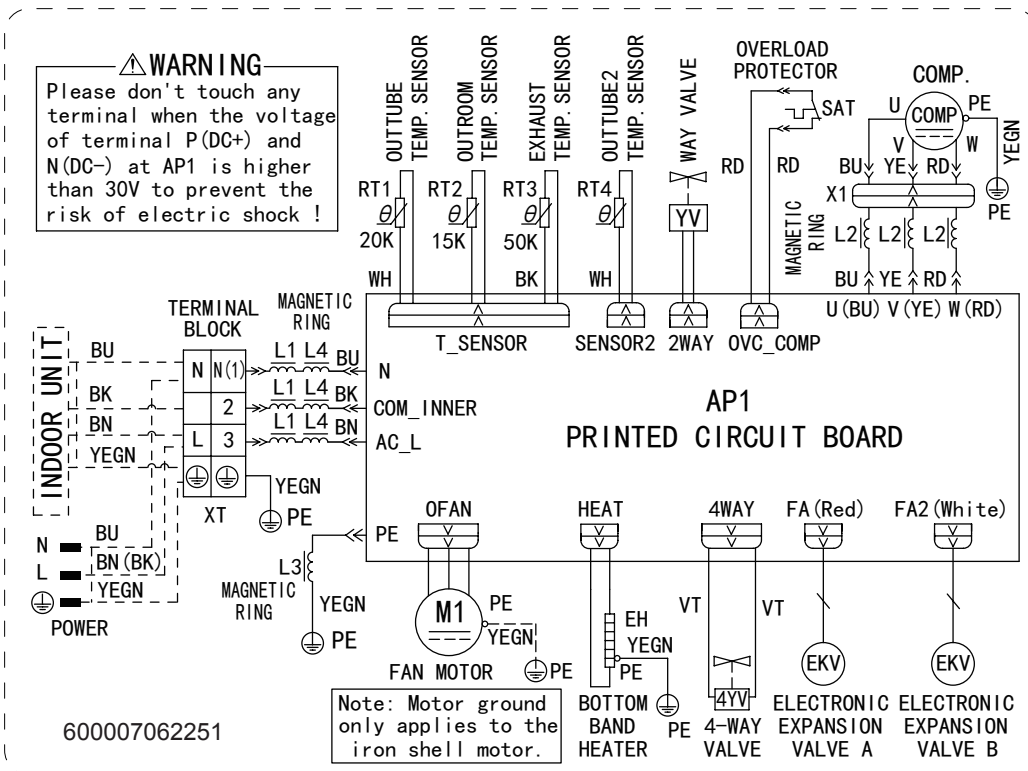 ⚠WARNING
Please don't touch any
terminal when the voltage
of terminal P(DC+) and
N(DC-) at AP1 is higher
than 30V to prevent the
risk of electric shock !
OUTTUBE
TEMP. SENSOR
OUTROOM
TEMP. SENSOR
EXHAUST
TEMP. SENSOR
OUTTUBE2
TEMP. SENSOR
WAY VALVE
OVERLOAD
PROTECTOR
SAT
RD RD
COMP.
U COMP PE
V W
YEGN
BU YE RD
X1
PE
MAGNETIC
RING
L2 L2 L2
BU YE RD
RT1 RT2 RT3 RT4
θ θ θ θ
20K 15K 50K
YV
WH BK WH
U(BU) V(YE) W(RD)
T_SENSOR SENSOR2 2WAY OVC_COMP
TERMINAL
BLOCK
MAGNETIC
RING
INDOOR UNIT
BU
BK
BN
YEGN
N N(1) L1 L4 BU N
2 L1 L4 BK COM_INNER
L 3 L1 L4 BN AC_L
XT
YEGN
PE
AP1
PRINTED CIRCUIT BOARD
N BU
L BN(BK)
YEGN
POWER
PE
L3
MAGNETIC
RING
YEGN
PE
OFAN HEAT 4WAY FA(Red) FA2(White)
M1
PE
YEGN
PE
FAN MOTOR
EH
YEGN
PE
PE
BOTTOM
BAND
HEATER
VT VT
4YV
4-WAY
VALVE
EKV
ELECTRONIC
EXPANSION
VALVE A
EKV
ELECTRONIC
EXPANSION
VALVE B
Note: Motor ground
only applies to the
iron shell motor.
600007062251